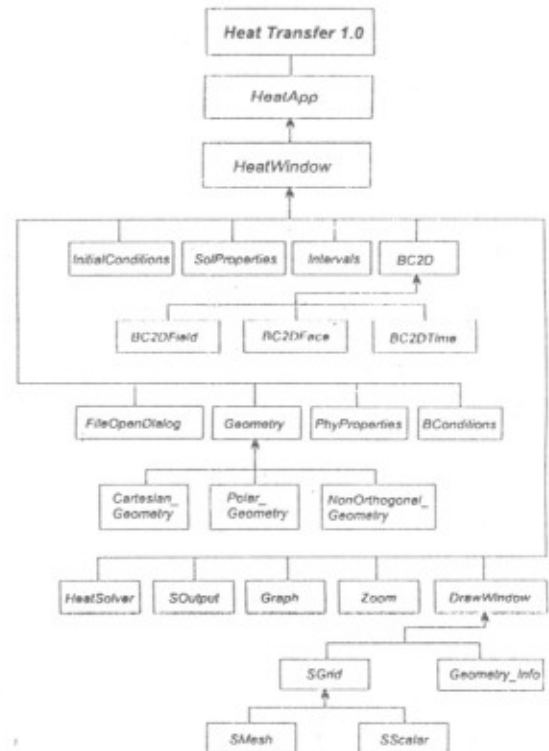 Heat Transfer 1.0
HeatApp
HeatWindow
InitialConditions
SolProperties
Intervals
BC2D
BC2DField
BC2DFace
BC2DTime
FileOpenDialog
Geometry
PhyProperties
BConditions
Cartesian_
Geometry
Polar_
Geometry
NonOrthogonal_
Geometry
HeatSolver
SOutput
Graph
Zoom
DrawWindow
SGrid
Geometry_Info
SMesh
SScalar